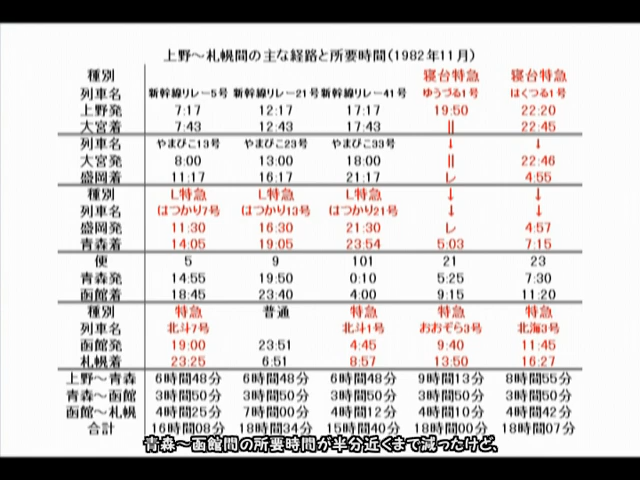 上野～札幌間の主な経路と所要時間(1982年11月)
種別 寝台特急 寝台特急
列車名 新幹線リレー5号 新幹線リレー21号 新幹線リレー41号 ゆうづる1号 はくつる1号
上野発 7:17 12:17 17:17 19:50 22:20
大宮着 7:43 12:43 17:43 || 22:45
列車名 やまびこ13号 やまびこ23号 やまびこ33号 ↓ ↓
大宮発 8:00 13:00 18:00 || 22:46
盛岡着 11:17 16:17 21:17 レ 4:55
種別 L特急 L特急 L特急 ↓ ↓
列車名 はつかり7号 はつかり13号 はつかり21号 ↓ ↓
盛岡発 11:30 16:30 21:30 レ 4:57
青森着 14:05 19:05 23:54 5:03 7:15
便 5 9 101 21 23
青森発 14:55 19:50 0:10 5:25 7:30
函館着 18:45 23:40 4:00 9:15 11:20
種別 特急 普通 特急 特急 特急
列車名 北斗7号 北斗1号 おおぞら3号 北海3号
函館発 19:00 23:51 4:45 9:40 11:45
札幌着 23:25 6:51 8:57 13:50 16:27
上野～青森 6時間48分 6時間48分 6時間48分 9時間13分 8時間55分
青森～函館 3時間50分 3時間50分 3時間50分 3時間50分 3時間50分
函館～札幌 4時間25分 7時間00分 4時間12分 4時間10分 4時間42分
合計 16時間08分 18時間34分 15時間40分 18時間00分 18時間07分
青森～函館間の所要時間が半分近くまで減ったけど、